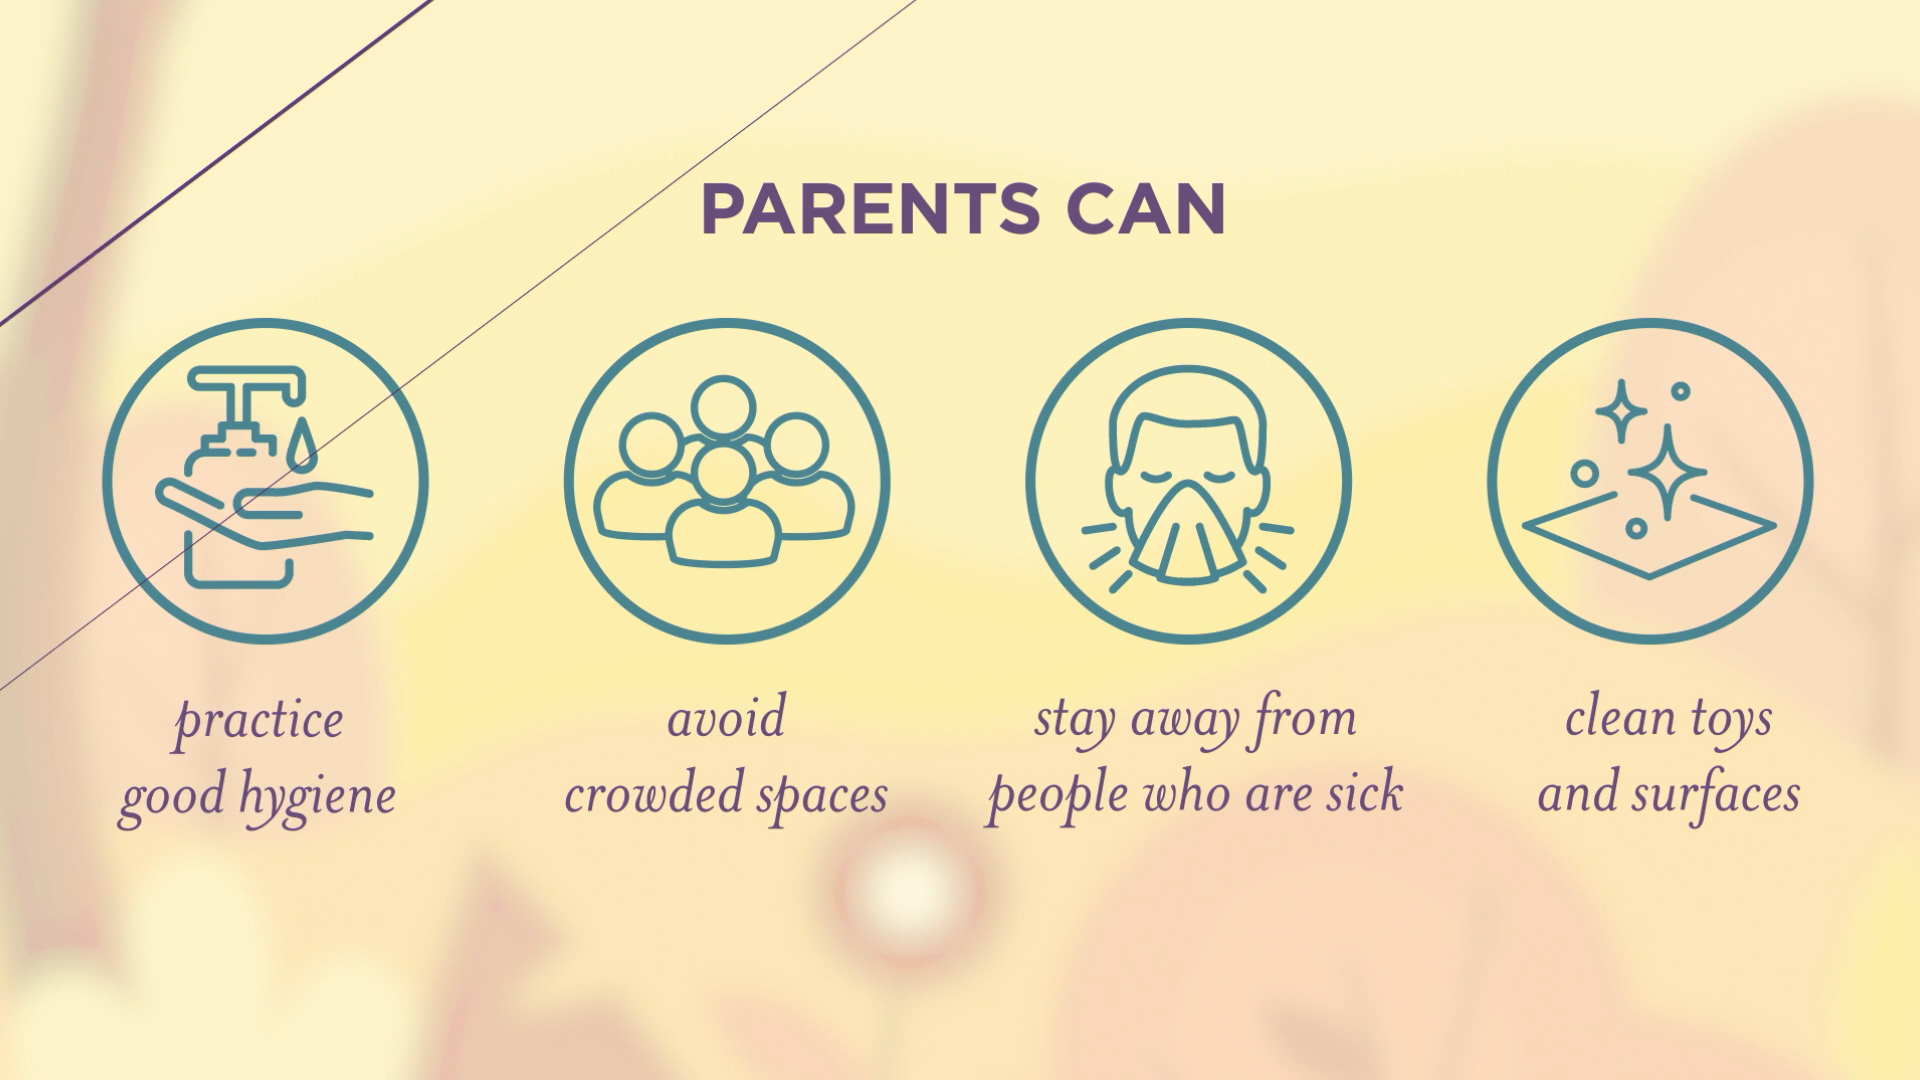 PARENTS CAN
practice
good hygiene
avoid
crowded spaces
stay away from
people who are sick
clean toys
and surfaces